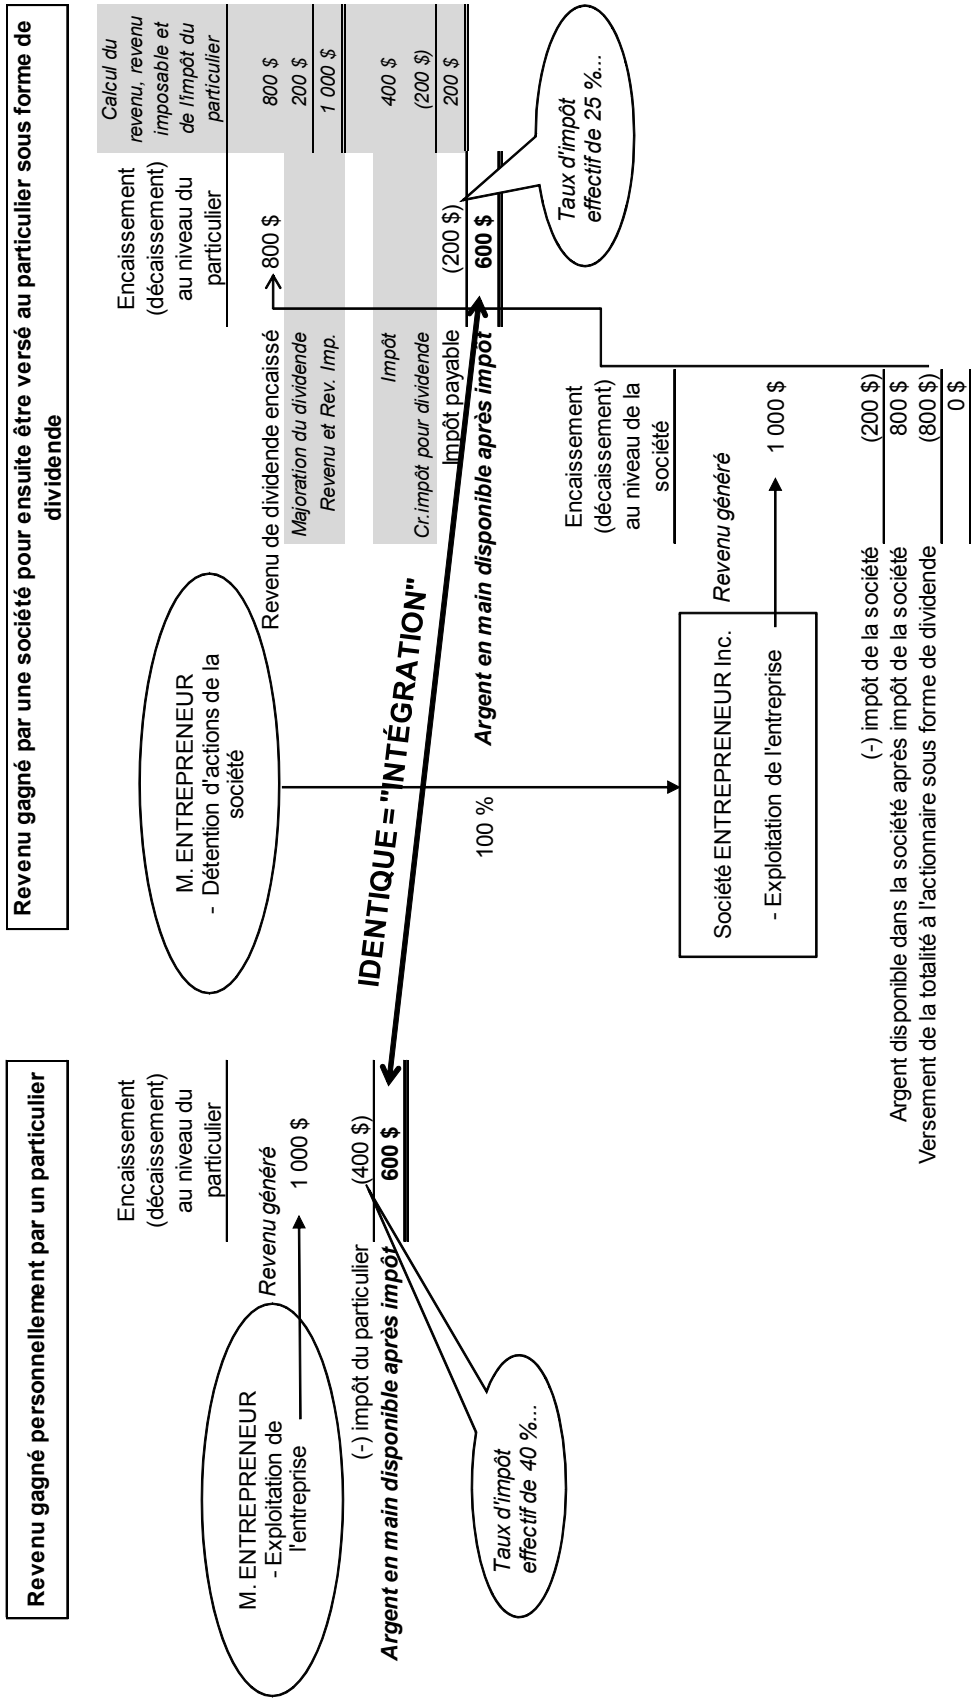 Revenu gagné personnellement par un particulier
Encaissement
(décaissement)
au niveau du
particulier
M. ENTREPRENEUR
- Exploitation de
l'entreprise
Revenu généré
1 000 $
(-) impôt du particulier
(400 $)
Argent en main disponible après impôt
600 $
Taux d'impôt
effectif de 40 %...
IDENTIQUE = "INTÉGRATION"
Revenu gagné par une société pour ensuite être versé au particulier sous forme de
dividende
M. ENTREPRENEUR
- Détention d'actions de la
société
Encaissement
(décaissement)
au niveau du
particulier
Calcul du
revenu, revenu
imposable et
de l'impôt du
particulier
Revenu de dividende encaissé 800 $ 800 $
Majoration du dividende 200 $
Revenu et Rev. Imp. 1 000 $
Impôt 400 $
Cr.impôt pour dividende (200 $)
Impôt payable (200 $) 200 $
Argent en main disponible après impôt 600 $
Taux d'impôt
effectif de 25 %...
100 %
Encaissement
(décaissement)
au niveau de la
société
Société ENTREPRENEUR Inc.
- Exploitation de l'entreprise
Revenu généré
1 000 $
(-) impôt de la société (200 $)
Argent disponible dans la société après impôt de la société 800 $
Versement de la totalité à l'actionnaire sous forme de dividende (800 $)
0 $